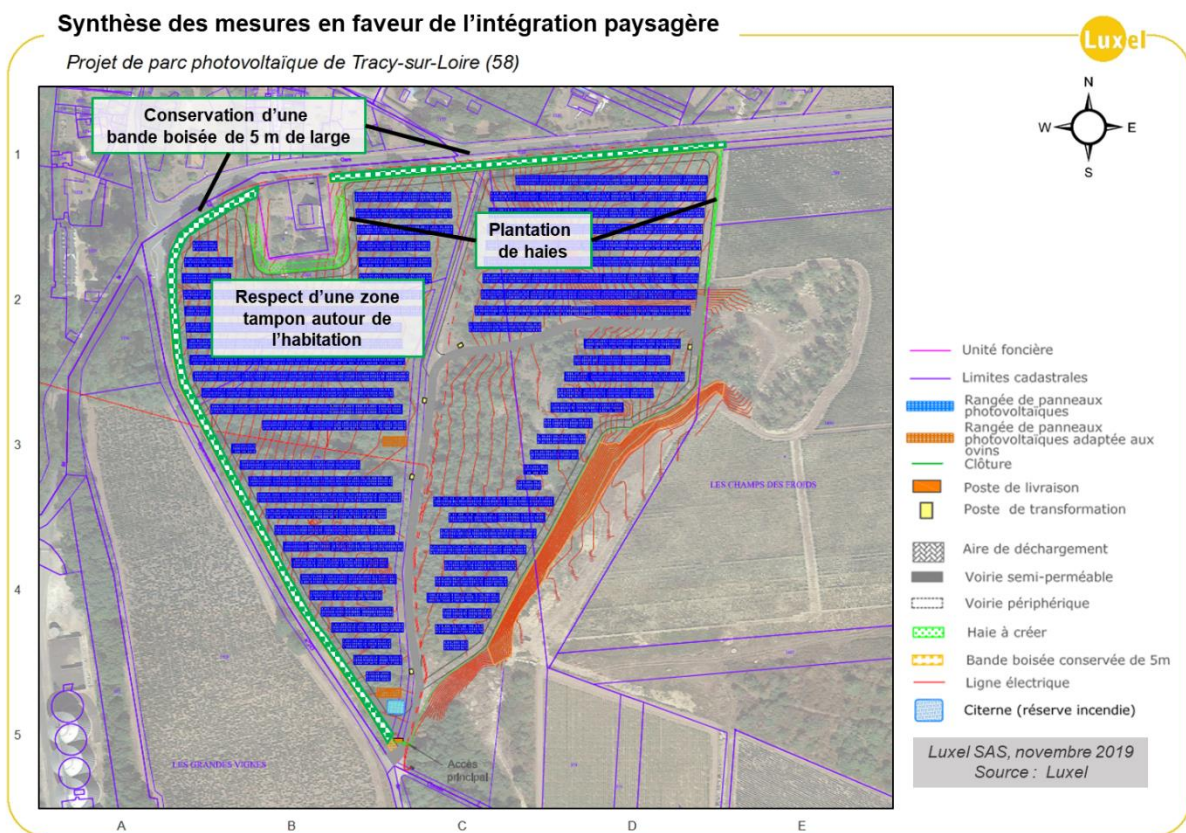 Synthèse des mesures en faveur de l’intégration paysagère
Luxel
Projet de parc photovoltaïque de Tracy-sur-Loire (58)
N
W
E
S
Conservation d’une
bande boisée de 5 m de large
Plantation
de haies
Respect d’une zone
tampon autour de
l’habitation
LES CHAMPS DES FROIDS
LES GRANDES VIGNES
Accès
principal
1
2
3
4
5
A
B
C
D
E
Unité foncière
Limites cadastrales
Rangée de panneaux
photovoltaïques
Rangée de panneaux
photovoltaïques adaptée aux
ovins
Clôture
Poste de livraison
Poste de transformation
Aire de déchargement
Voirie semi-perméable
Voirie périphérique
Haie à créer
Bande boisée conservée de 5m
Ligne électrique
Citerne (réserve incendie)
Luxel SAS, novembre 2019
Source : Luxel